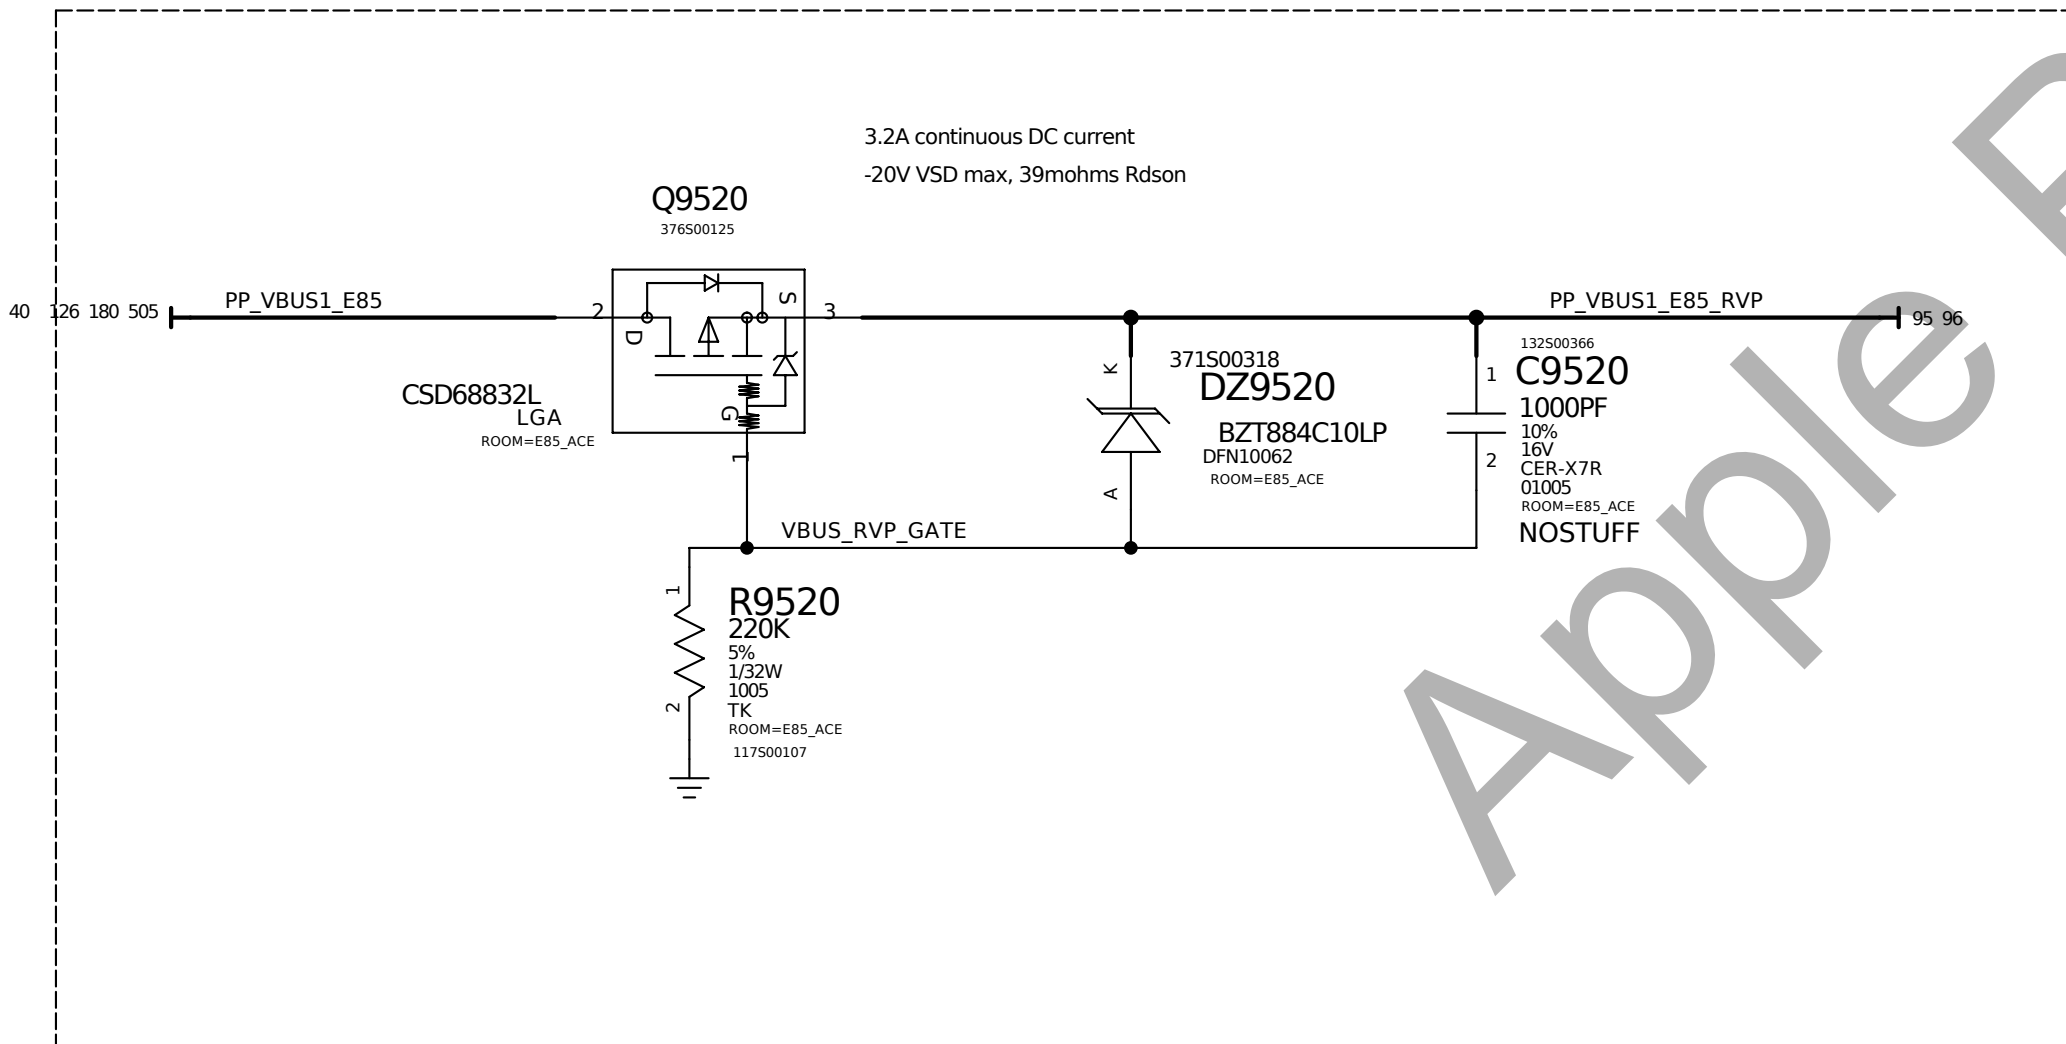 3.2A continuous DC current
-20V VSD max, 39mohms Rdson
Q9520
376S00125
40 126 180 505
PP_VBUS1_E85
2
D
S
3
G
1
CSD68832L
LGA
ROOM=E85_ACE
PP_VBUS1_E85_RVP
95 96
K
371S00318
DZ9520
BZT884C10LP
DFN10062
ROOM=E85_ACE
A
132S00366
1
C9520
1000PF
10%
16V
2
CER-X7R
01005
ROOM=E85_ACE
NOSTUFF
VBUS_RVP_GATE
1
R9520
220K
5%
1/32W
1005
2
TK
ROOM=E85_ACE
117S00107
Apple